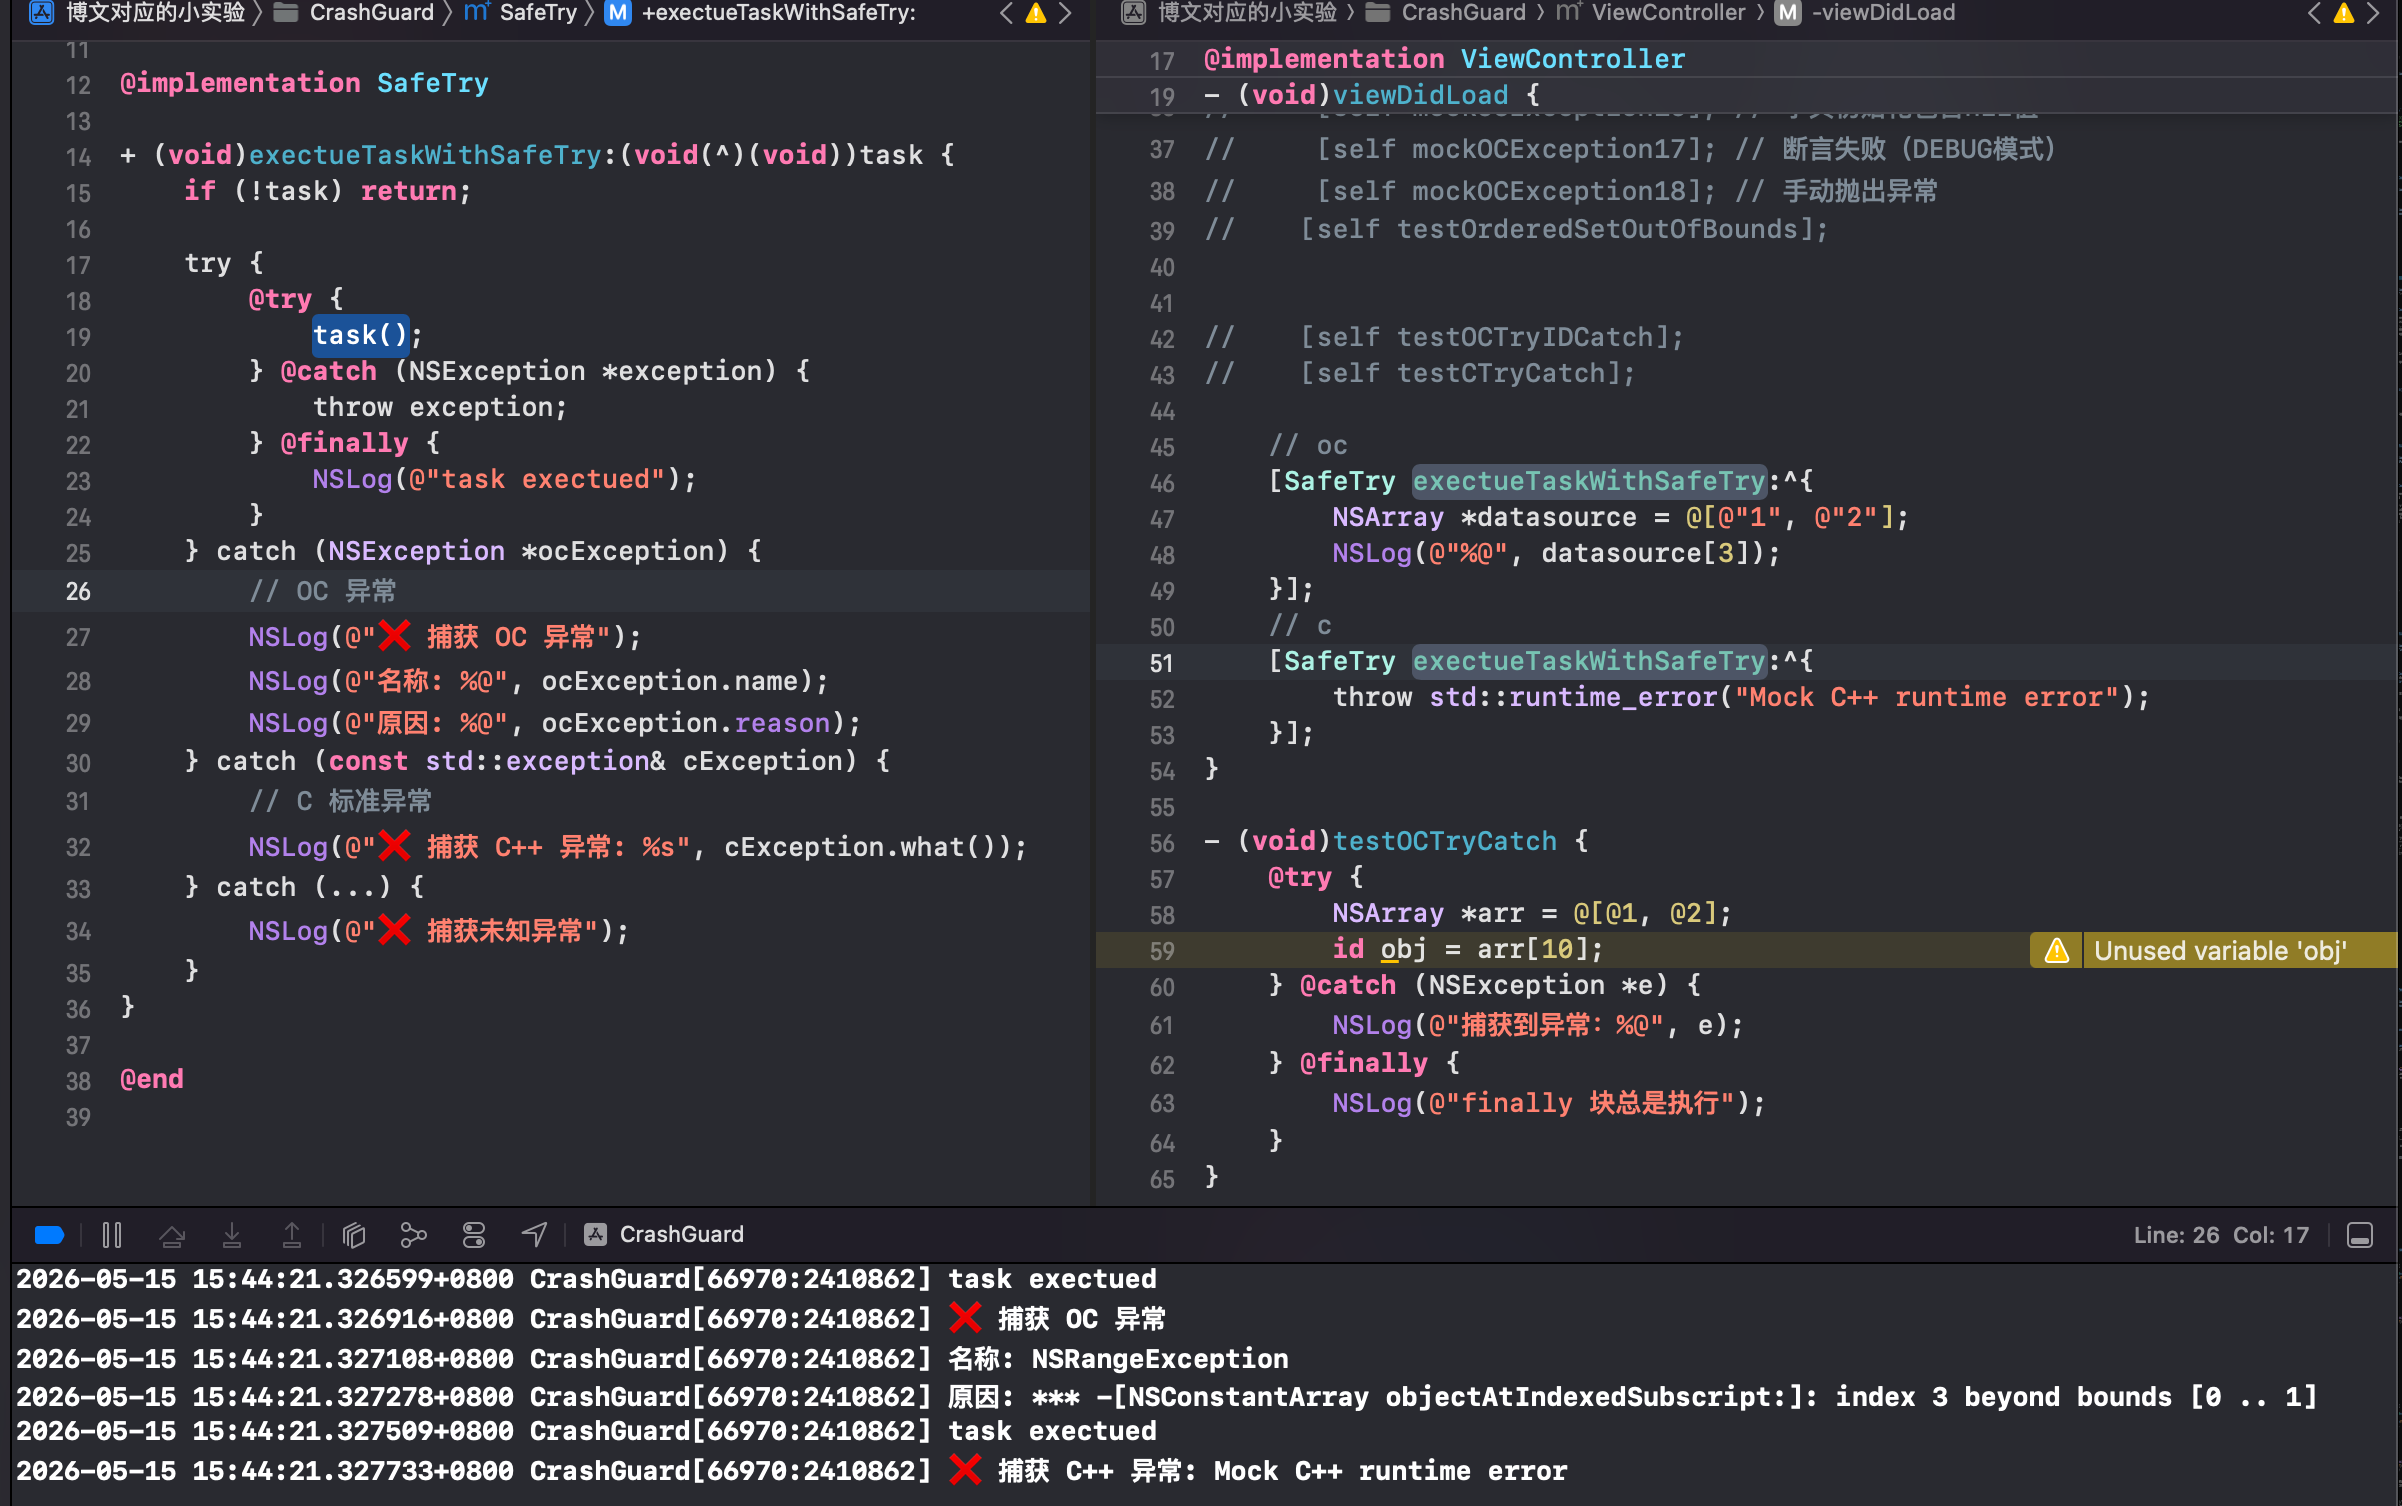 博文对应的小实验 〉 CrashGuard 〉 m+ SafeTry 〉 M +exectueTaskWithSafeTry:
11
12 @implementation SafeTry
13
14 + (void)exectueTaskWithSafeTry:(void(^)(void))task {
15     if (!task) return;
16
17     try {
18         @try {
19             task();
20         } @catch (NSException *exception) {
21             throw exception;
22         } @finally {
23             NSLog(@"task exectued");
24         }
25     } catch (NSException *ocException) {
26         // OC 异常
27         NSLog(@"❌ 捕获 OC 异常");
28         NSLog(@"名称: %@", ocException.name);
29         NSLog(@"原因: %@", ocException.reason);
30     } catch (const std::exception& cException) {
31         // C 标准异常
32         NSLog(@"❌ 捕获 C++ 异常: %s", cException.what());
33     } catch (...) {
34         NSLog(@"❌ 捕获未知异常");
35     }
36 }
37
38 @end
39
博文对应的小实验 〉 CrashGuard 〉 m+ ViewController 〉 M -viewDidLoad
17 @implementation ViewController
19 - (void)viewDidLoad {
37 //     [self mockOCException17]; // 断言失败（DEBUG模式）
38 //     [self mockOCException18]; // 手动抛出异常
39 //    [self testOrderedSetOutOfBounds];
40
41
42 //    [self testOCTryIDCatch];
43 //    [self testCTryCatch];
44
45     // oc
46     [SafeTry exectueTaskWithSafeTry:^{
47         NSArray *datasource = @[@"1", @"2"];
48         NSLog(@"%@", datasource[3]);
49     }];
50     // c
51     [SafeTry exectueTaskWithSafeTry:^{
52         throw std::runtime_error("Mock C++ runtime error");
53     }];
54 }
55
56 - (void)testOCTryCatch {
57     @try {
58         NSArray *arr = @[@1, @2];
59         id obj = arr[10]; Unused variable 'obj'
60     } @catch (NSException *e) {
61         NSLog(@"捕获到异常: %@", e);
62     } @finally {
63         NSLog(@"finally 块总是执行");
64     }
65 }
CrashGuard
Line: 26 Col: 17
2026-05-15 15:44:21.326599+0800 CrashGuard[66970:2410862] task exectued
2026-05-15 15:44:21.326916+0800 CrashGuard[66970:2410862] ❌ 捕获 OC 异常
2026-05-15 15:44:21.327108+0800 CrashGuard[66970:2410862] 名称: NSRangeException
2026-05-15 15:44:21.327278+0800 CrashGuard[66970:2410862] 原因: *** -[NSConstantArray objectAtIndexedSubscript:]: index 3 beyond bounds [0 .. 1]
2026-05-15 15:44:21.327509+0800 CrashGuard[66970:2410862] task exectued
2026-05-15 15:44:21.327733+0800 CrashGuard[66970:2410862] ❌ 捕获 C++ 异常: Mock C++ runtime error